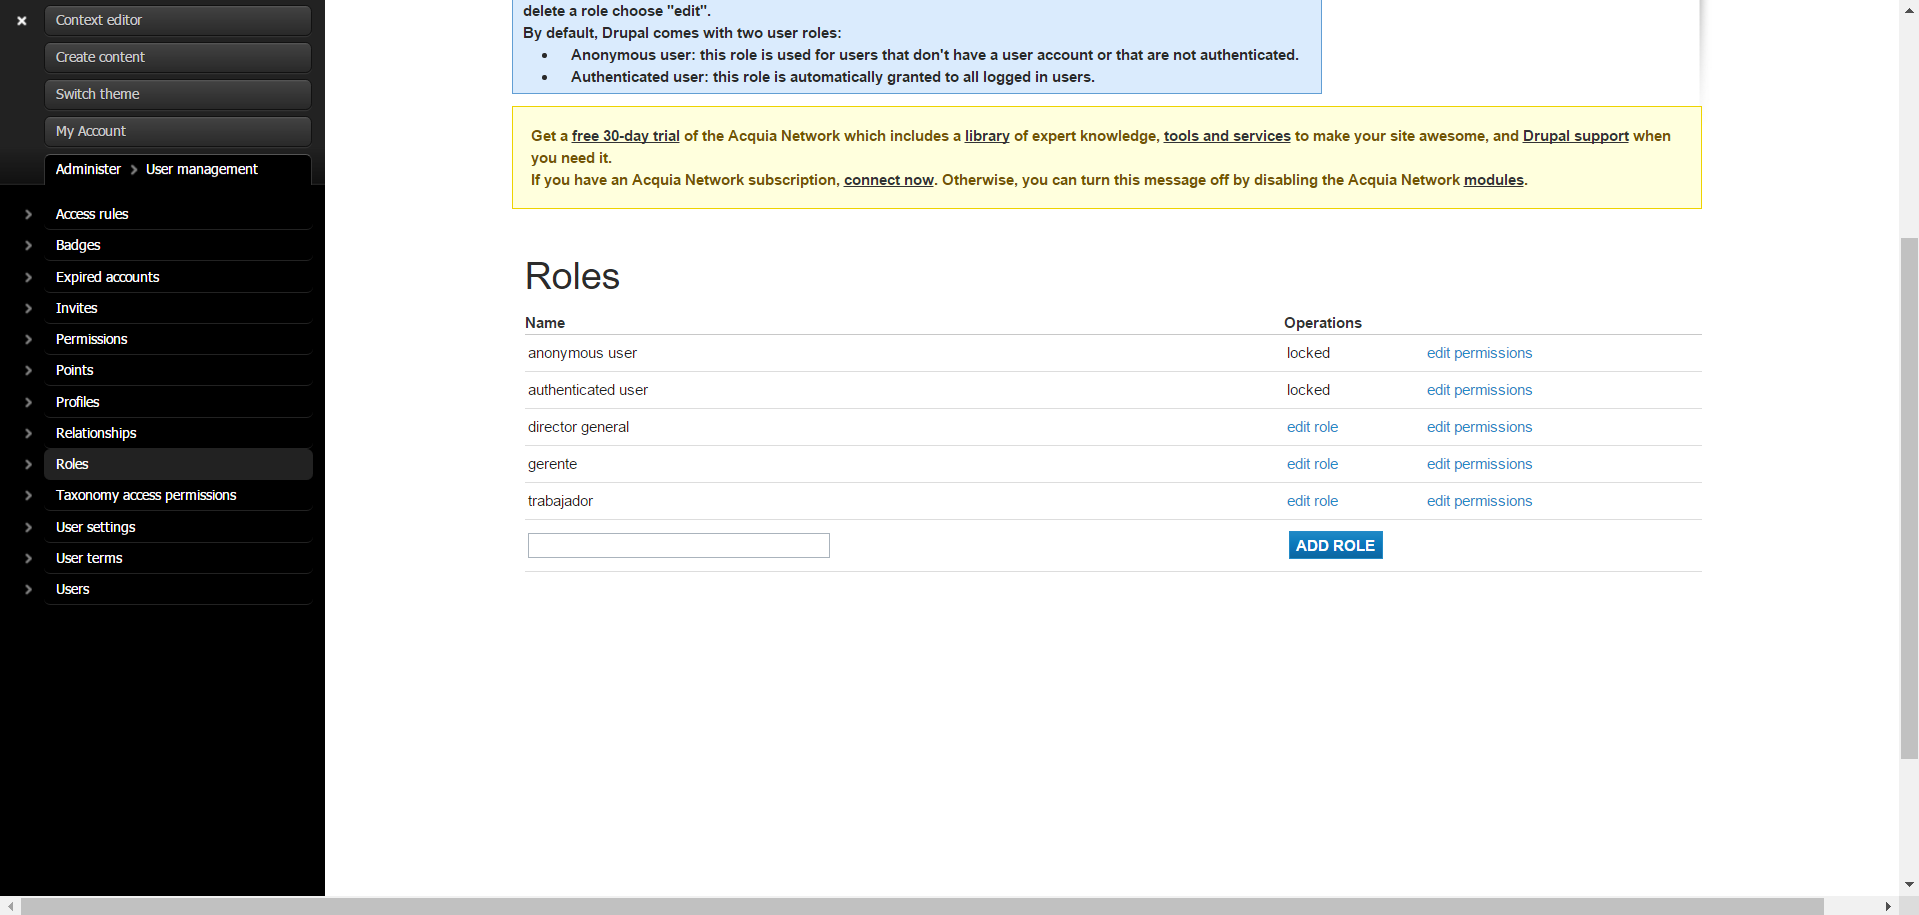 Context editor
Create content
Switch theme
My Account
Administer User management
Access rules
Badges
Expired accounts
Invites
Permissions
Points
Profiles
Relationships
Roles
Taxonomy access permissions
User settings
User terms
Users
delete a role choose "edit".
By default, Drupal comes with two user roles:
• Anonymous user: this role is used for users that don't have a user account or that are not authenticated.
• Authenticated user: this role is automatically granted to all logged in users.
Get a free 30-day trial of the Acquia Network which includes a library of expert knowledge, tools and services to make your site awesome, and Drupal support when
you need it.
If you have an Acquia Network subscription, connect now. Otherwise, you can turn this message off by disabling the Acquia Network modules.
Roles
Name Operations
anonymous user locked edit permissions
authenticated user locked edit permissions
director general edit role edit permissions
gerente edit role edit permissions
trabajador edit role edit permissions
ADD ROLE